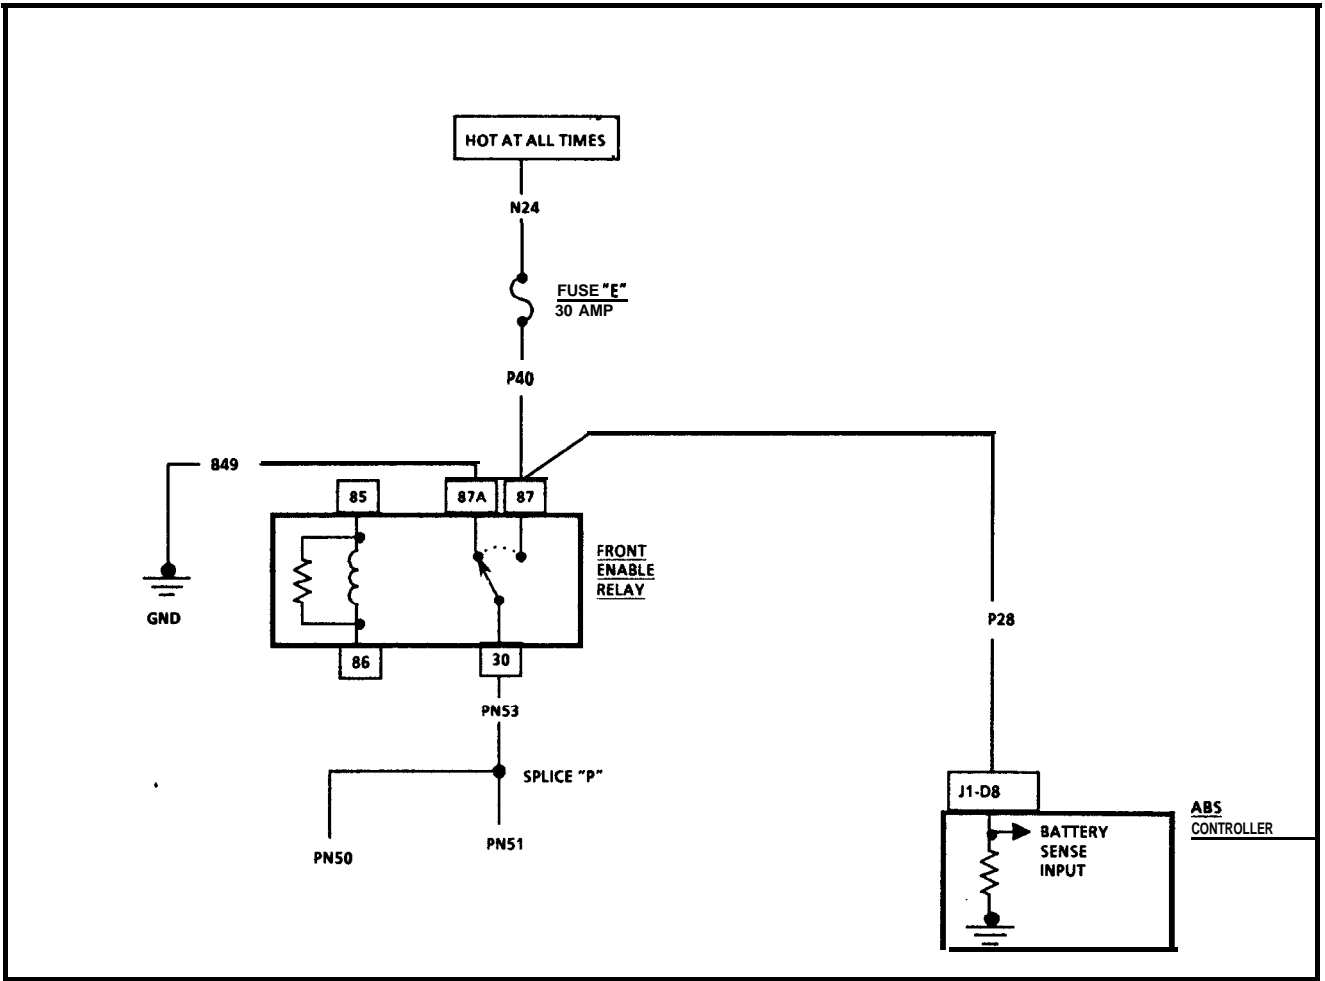 HOT AT ALL TIMES
N24
FUSE "E"
30 AMP
P40
849
85
87A
87
FRONT
ENABLE
RELAY
GND
P28
86
30
PN53
SPLICE "P"
J1-D8
ABS
CONTROLLER
BATTERY
SENSE
INPUT
PN51
PN50